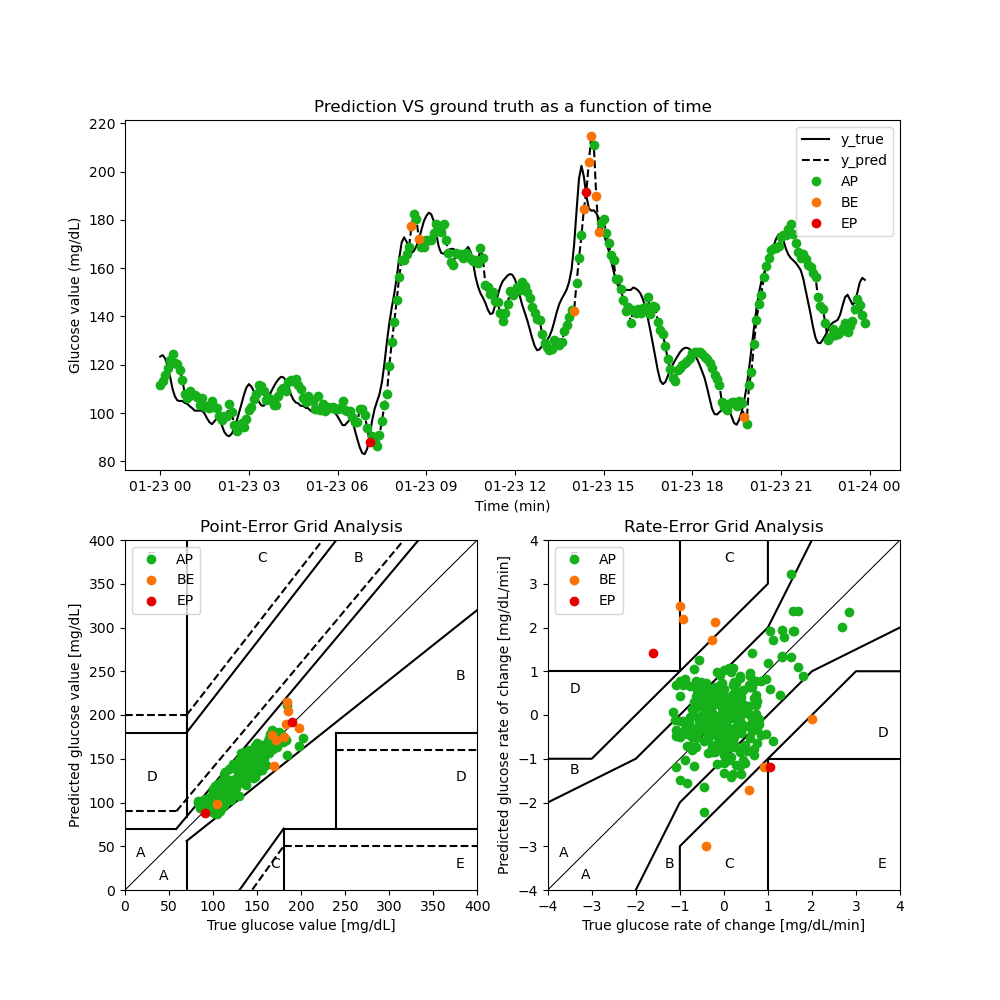 Prediction VS ground truth as a function of time
Glucose value (mg/dL)
220
200
180
160
140
120
100
80
y_true
y_pred
AP
BE
EP
01-23 00 01-23 03 01-23 06 01-23 09 01-23 12 01-23 15 01-23 18 01-23 21 01-24 00
Time (min)
Point-Error Grid Analysis
Predicted glucose value [mg/dL]
400
350
300
250
200
150
100
50
0
AP
BE
EP
C
B
B
D
D
A
A
C
E
0 50 100 150 200 250 300 350 400
True glucose value [mg/dL]
Rate-Error Grid Analysis
Predicted glucose rate of change [mg/dL/min]
4
3
2
1
0
−1
−2
−3
−4
AP
BE
EP
C
D
D
B
A
A
B
C
E
−4 −3 −2 −1 0 1 2 3 4
True glucose rate of change [mg/dL/min]